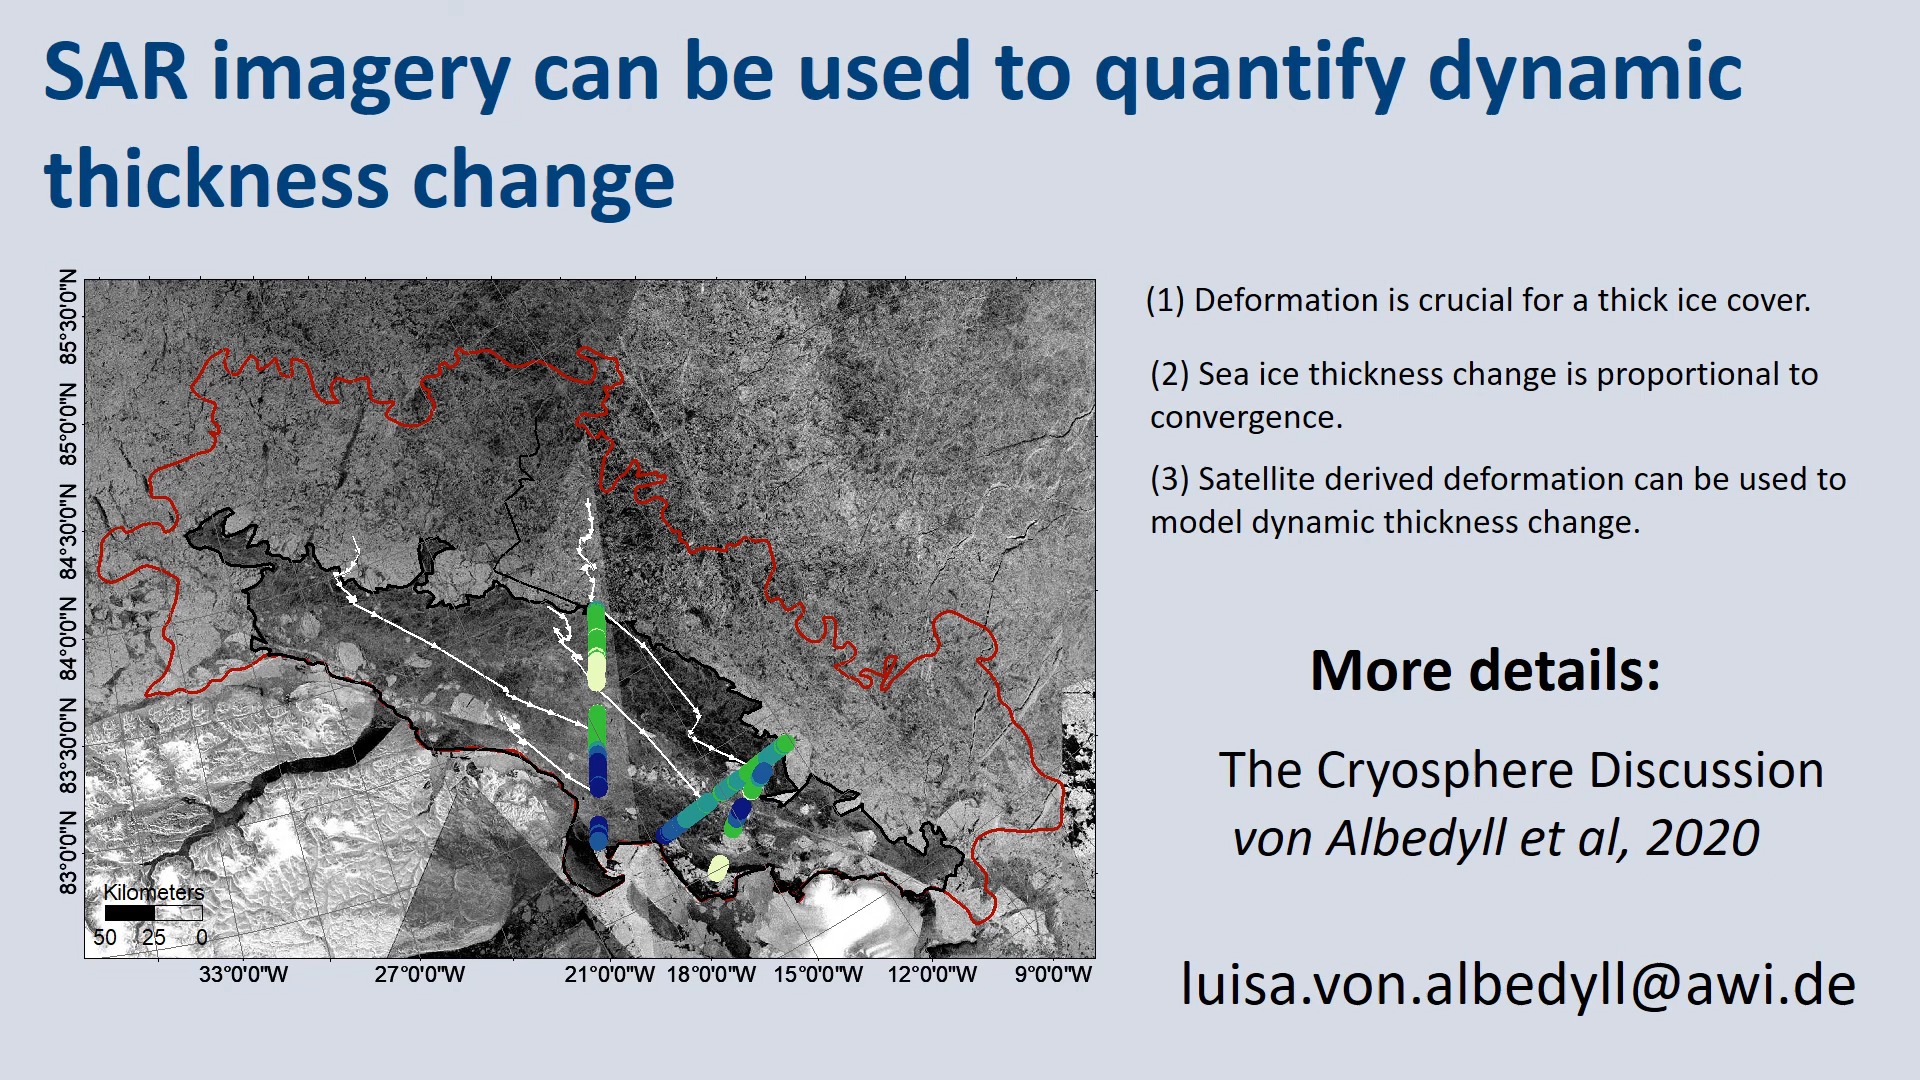 SAR imagery can be used to quantify dynamic
thickness change
85°30'0"N
85°0'0"N
84°30'0"N
84°0'0"N
83°30'0"N
83°0'0"N
Kilometers
50 25 0
33°0'0"W 27°0'0"W 21°0'0"W 18°0'0"W 15°0'0"W 12°0'0"W 9°0'0"W
(1) Deformation is crucial for a thick ice cover.
(2) Sea ice thickness change is proportional to
convergence.
(3) Satellite derived deformation can be used to
model dynamic thickness change.
More details:
The Cryosphere Discussion
von Albedyll et al, 2020
luisa.von.albedyll@awi.de